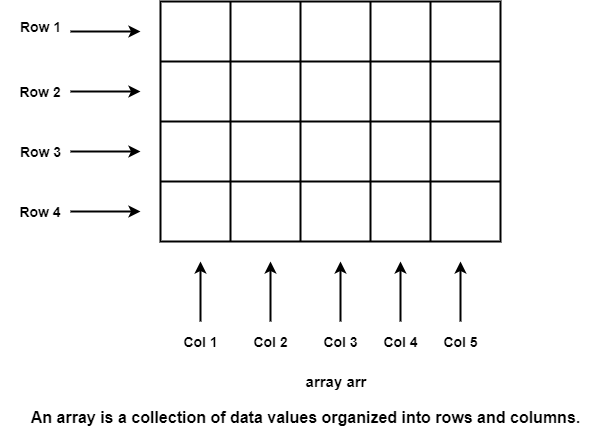 Row 1
Row 2
Row 3
Row 4
Col 1 Col 2 Col 3 Col 4 Col 5
array arr
An array is a collection of data values organized into rows and columns.